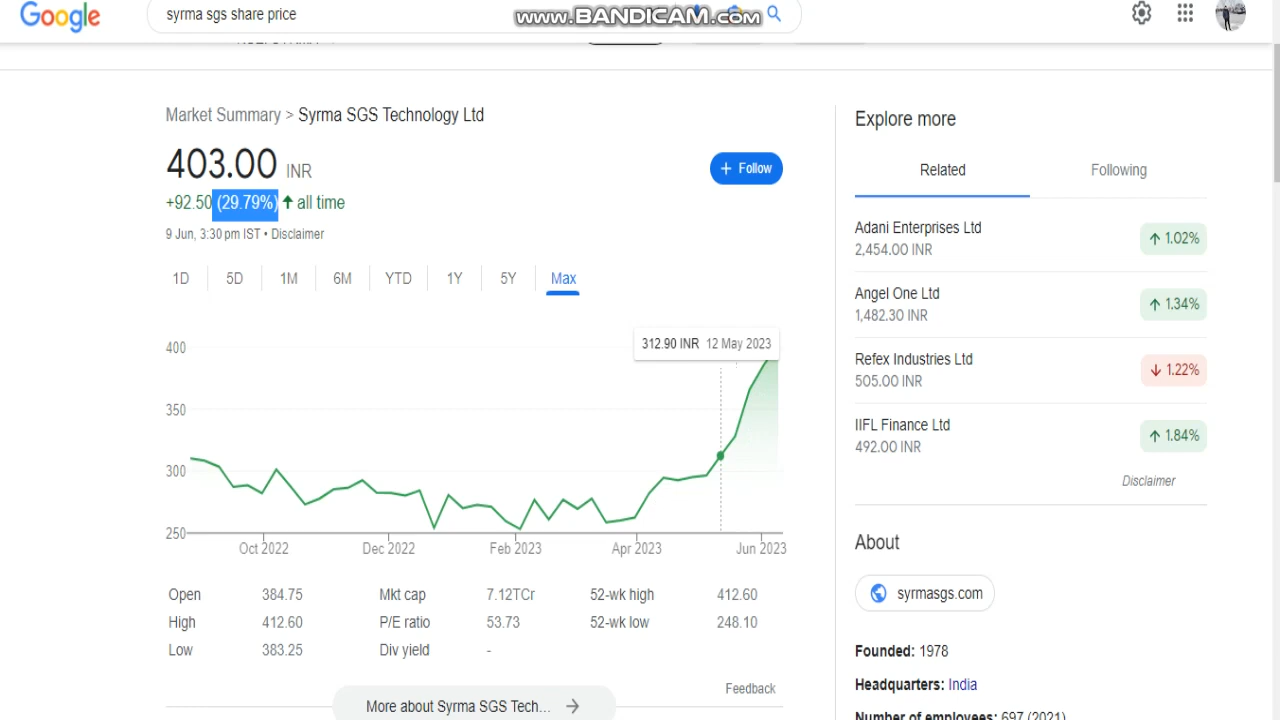 Google
syrma sgs share price
www.BANDICAM.com
Market Summary > Syrma SGS Technology Ltd
403.00 INR
+ Follow
+92.50 (29.79%) ↑ all time
9 Jun, 3:30 pm IST • Disclaimer
1D 5D 1M 6M YTD 1Y 5Y Max
312.90 INR 12 May 2023
400
350
300
250
Oct 2022 Dec 2022 Feb 2023 Apr 2023 Jun 2023
Open 384.75 Mkt cap 7.12TCr 52-wk high 412.60
High 412.60 P/E ratio 53.73 52-wk low 248.10
Low 383.25 Div yield -
Feedback
More about Syrma SGS Tech... →
Explore more
Related Following
Adani Enterprises Ltd
2,454.00 INR
↑ 1.02%
Angel One Ltd
1,482.30 INR
↑ 1.34%
Refex Industries Ltd
505.00 INR
↓ 1.22%
IIFL Finance Ltd
492.00 INR
↑ 1.84%
Disclaimer
About
syrmasgs.com
Founded: 1978
Headquarters: India
Number of employees: 697 (2021)